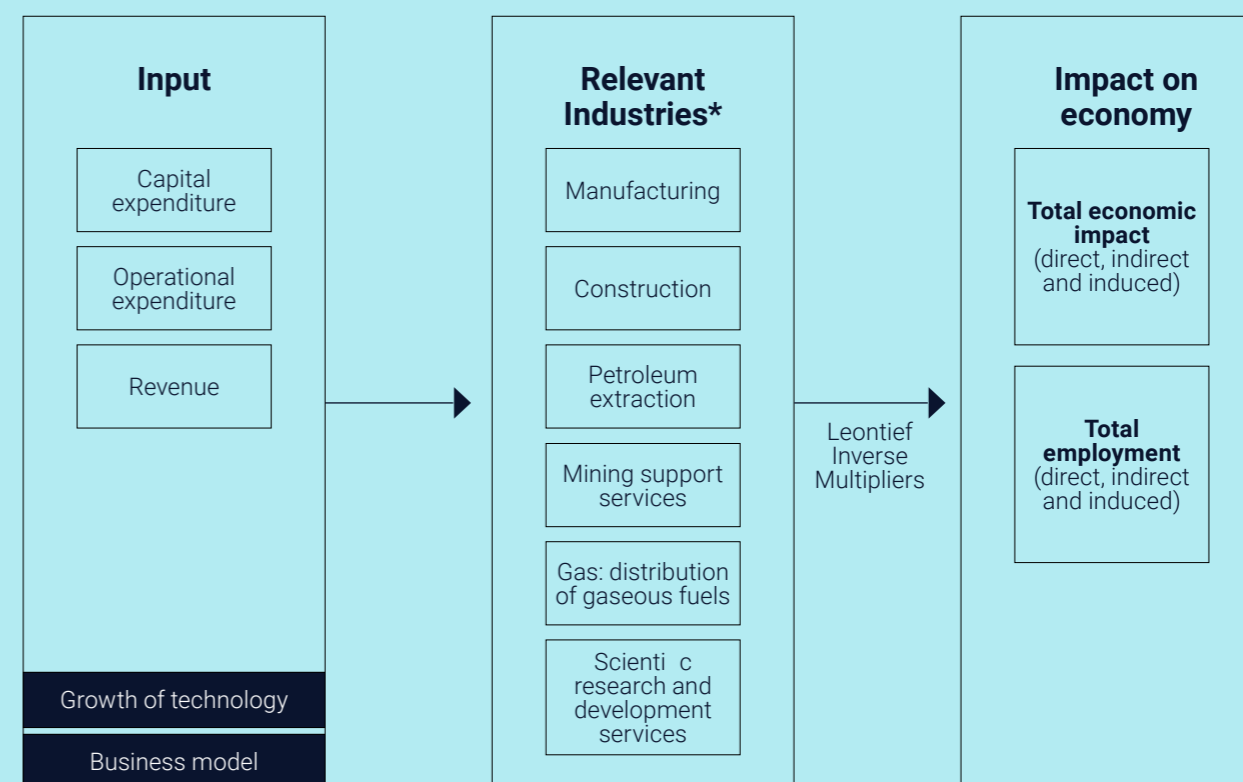 Input
Capital
expenditure
Operational
expenditure
Revenue
Growth of technology
Business model
Relevant
Industries*
Manufacturing
Construction
Petroleum
extraction
Mining support
services
Gas: distribution
of gaseous fuels
Scienti c
research and
development
services
Leontief
Inverse
Multipliers
Impact on
economy
Total economic
impact
(direct, indirect
and induced)
Total
employment
(direct, indirect
and induced)